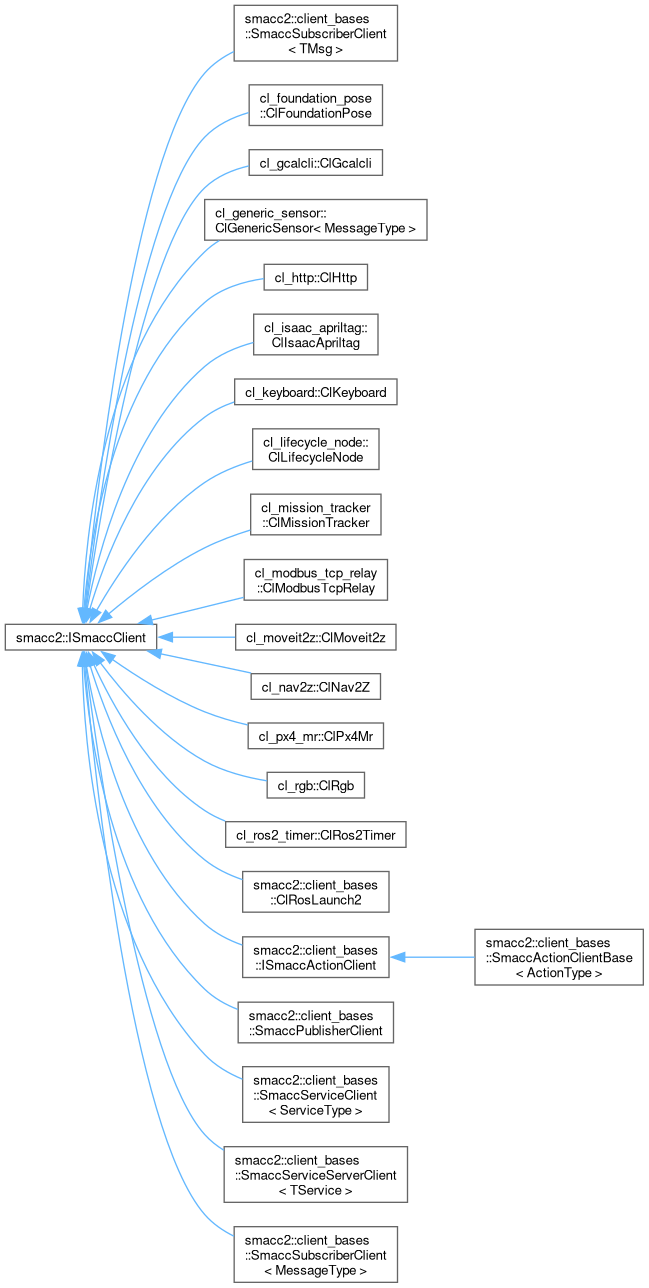 smacc2::client_bases
::SmaccSubscriberClient
< TMsg >
cl_foundation_pose
::ClFoundationPose
cl_gcalcli::ClGcalcli
cl_generic_sensor::
ClGenericSensor< MessageType >
cl_http::ClHttp
cl_isaac_apriltag::
ClIsaacApriltag
cl_keyboard::ClKeyboard
cl_lifecycle_node::
ClLifecycleNode
cl_mission_tracker
::ClMissionTracker
cl_modbus_tcp_relay
::ClModbusTcpRelay
smacc2::ISmaccClient
cl_moveit2z::ClMoveit2z
cl_nav2z::ClNav2Z
cl_px4_mr::ClPx4Mr
cl_rgb::ClRgb
cl_ros2_timer::ClRos2Timer
smacc2::client_bases
::ClRosLaunch2
smacc2::client_bases
::ISmaccActionClient
smacc2::client_bases
::SmaccActionClientBase
< ActionType >
smacc2::client_bases
::SmaccPublisherClient
smacc2::client_bases
::SmaccServiceClient
< ServiceType >
smacc2::client_bases
::SmaccServiceServerClient
< TService >
smacc2::client_bases
::SmaccSubscriberClient
< MessageType >